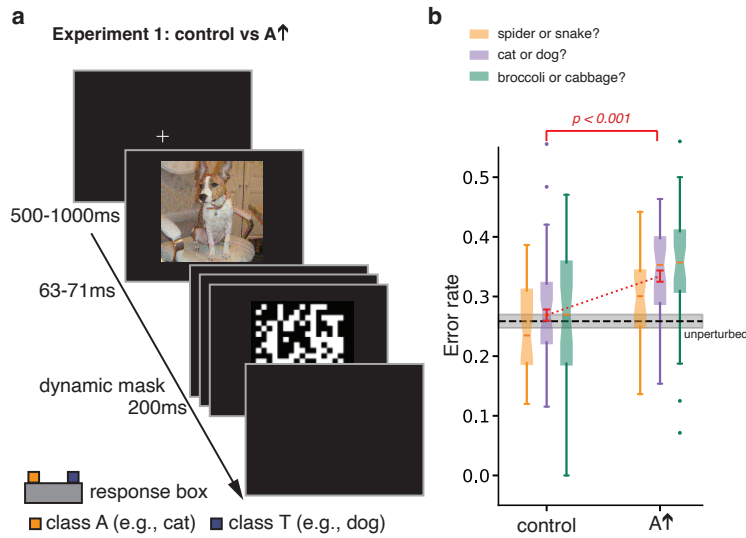 a
Experiment 1: control vs A↑
500-1000ms
63-71ms
dynamic mask
200ms
response box
class A (e.g., cat)
class T (e.g., dog)
b
spider or snake?
cat or dog?
broccoli or cabbage?
p < 0.001
Error rate
0.5
0.4
0.3
0.2
0.1
0.0
unperturbed
control
A↑